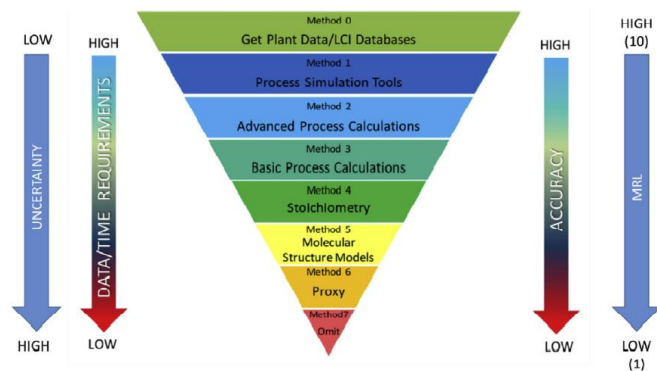 Method 0
Get Plant Data/LCI Databases
Method 1
Process Simulation Tools
Method 2
Advanced Process Calculations
Method 3
Basic Process Calculations
Method 4
Stoichiometry
Method 5
Molecular
Structure Models
Method 6
Proxy
Method7
Omit
LOW
UNCERTAINTY
HIGH
HIGH
DATA/TIME REQUIREMENTS
LOW
HIGH
ACCURACY
LOW
HIGH
(10)
MRL
LOW
(1)